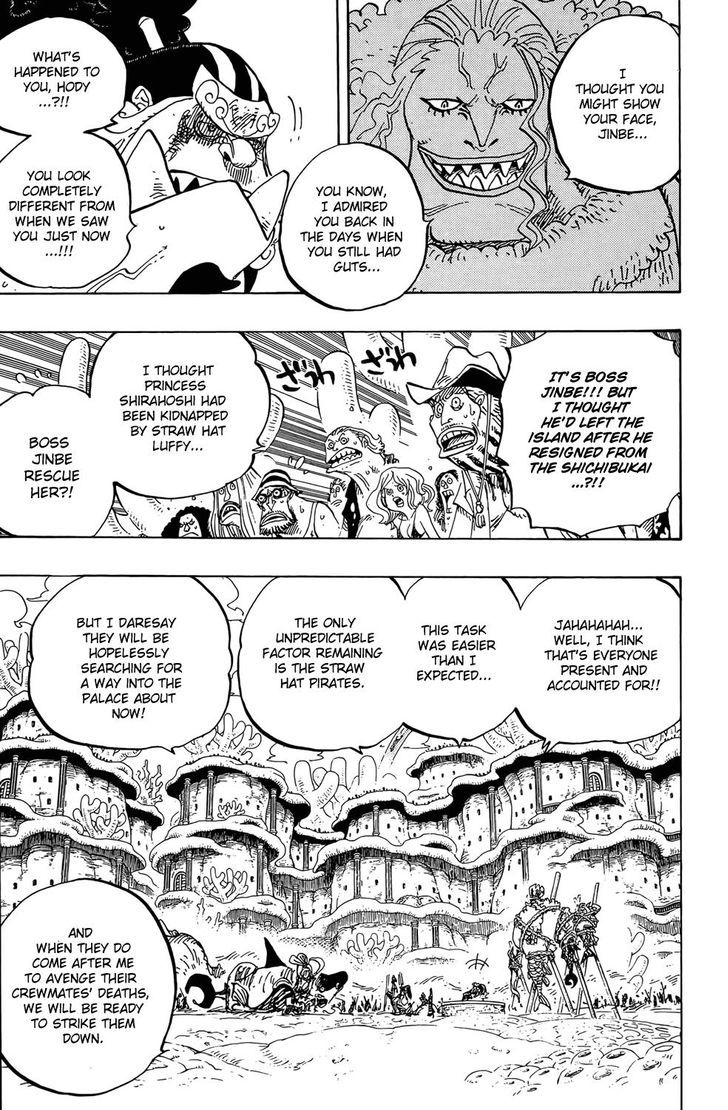 I
THOUGHT YOU
MIGHT SHOW
YOUR FACE,
JINBE...
YOU KNOW,
I ADMIRED
YOU BACK IN
THE DAYS WHEN
YOU STILL HAD
GUTS...
WHAT'S
HAPPENED TO
YOU, HODY
...?!!
YOU LOOK
COMPLETELY
DIFFERENT FROM
WHEN WE SAW
YOU JUST NOW
...!!!
IT'S BOSS
JINBE!!! BUT
I THOUGHT
HE'D LEFT THE
ISLAND AFTER HE
RESIGNED FROM
THE SHICHIBUKAI
...?!!
ざわっ
ざわっ
I THOUGHT
PRINCESS
SHIRAHOSHI HAD
BEEN KIDNAPPED
BY STRAW HAT
LUFFY...
BOSS
JINBE
RESCUE
HER?!
JAHAHAHAH...
WELL, I THINK
THAT'S EVERYONE
PRESENT AND
ACCOUNTED FOR!!
THIS TASK
WAS EASIER
THAN I
EXPECTED...
THE ONLY
UNPREDICTABLE
FACTOR REMAINING
IS THE STRAW
HAT PIRATES.
BUT I DARESAY
THEY WILL BE
HOPELESSLY
SEARCHING FOR
A WAY INTO THE
PALACE ABOUT
NOW!
AND
WHEN THEY DO
COME AFTER ME
TO AVENGE THEIR
CREWMATES' DEATHS,
WE WILL BE READY
TO STRIKE THEM
DOWN.